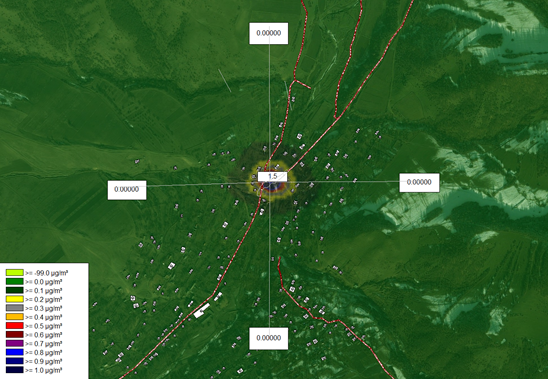 0.00000
1.5
0.00000
0.00000
0.00000
>= -99.0 µg/m³
>= 0.0 µg/m³
>= 0.1 µg/m³
>= 0.2 µg/m³
>= 0.3 µg/m³
>= 0.4 µg/m³
>= 0.5 µg/m³
>= 0.6 µg/m³
>= 0.7 µg/m³
>= 0.8 µg/m³
>= 0.9 µg/m³
>= 1.0 µg/m³